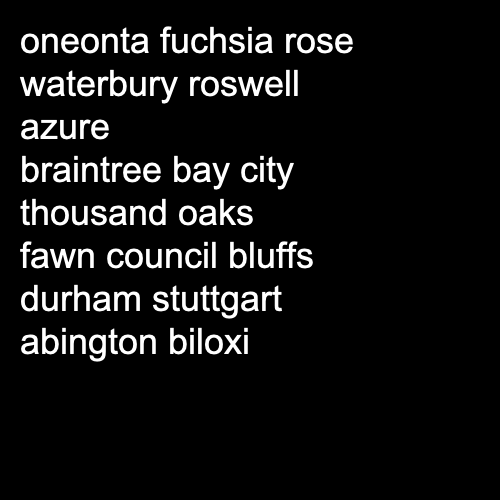 oneonta fuchsia rose
waterbury roswell
azure
braintree bay city
thousand oaks
fawn council bluffs
durham stuttgart
abington biloxi